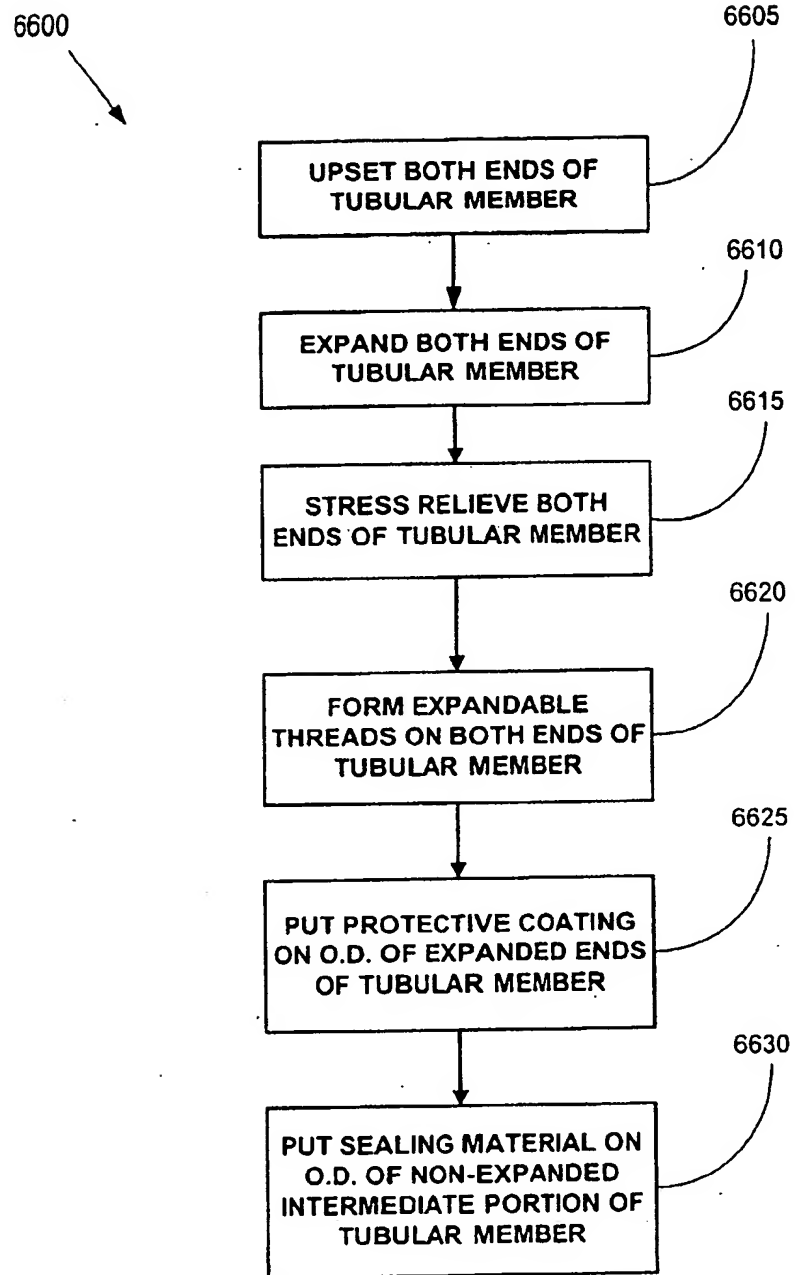 6600
6605
UPSET BOTH ENDS OF
TUBULAR MEMBER
6610
EXPAND BOTH ENDS OF
TUBULAR MEMBER
6615
STRESS RELIEVE BOTH
ENDS OF TUBULAR MEMBER
6620
FORM EXPANDABLE
THREADS ON BOTH ENDS OF
TUBULAR MEMBER
6625
PUT PROTECTIVE COATING
ON O.D. OF EXPANDED ENDS
OF TUBULAR MEMBER
6630
PUT SEALING MATERIAL ON
O.D. OF NON-EXPANDED
INTERMEDIATE PORTION OF
TUBULAR MEMBER